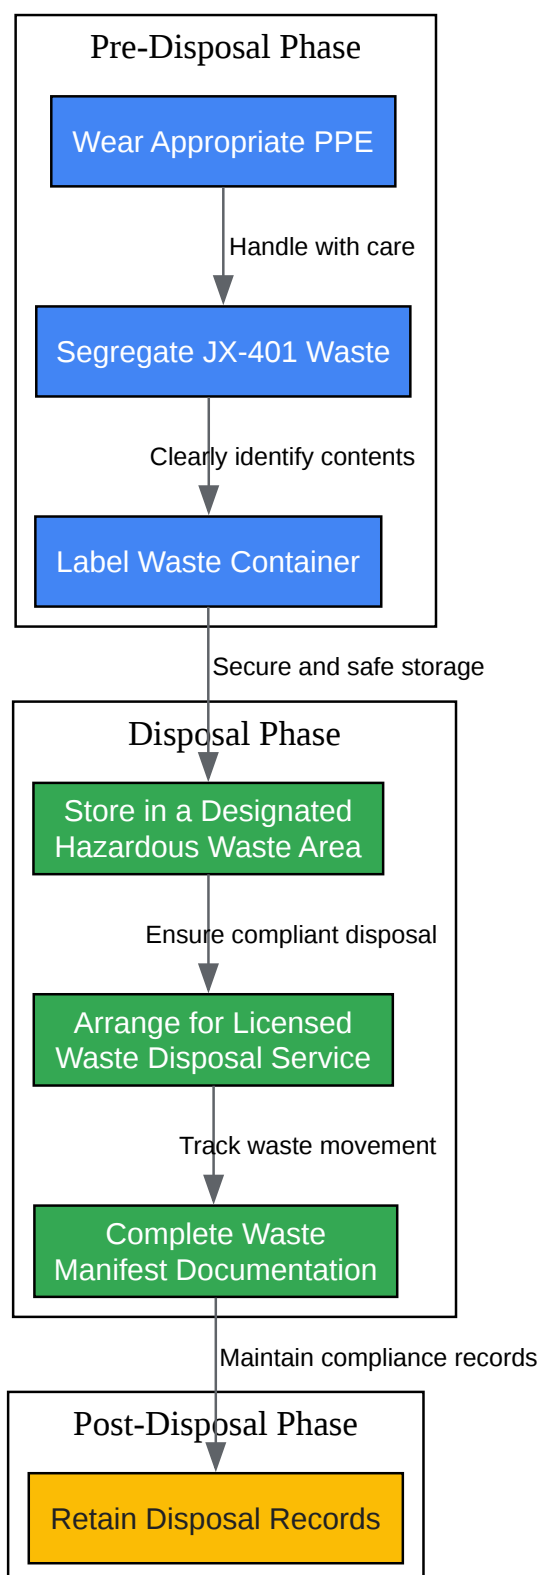 Pre-Disposal Phase
Wear Appropriate PPE
Handle with care
Segregate JX-401 Waste
Clearly identify contents
Label Waste Container
Secure and safe storage
Disposal Phase
Store in a Designated
Hazardous Waste Area
Ensure compliant disposal
Arrange for Licensed
Waste Disposal Service
Track waste movement
Complete Waste
Manifest Documentation
Maintain compliance records
Post-Disposal Phase
Retain Disposal Records